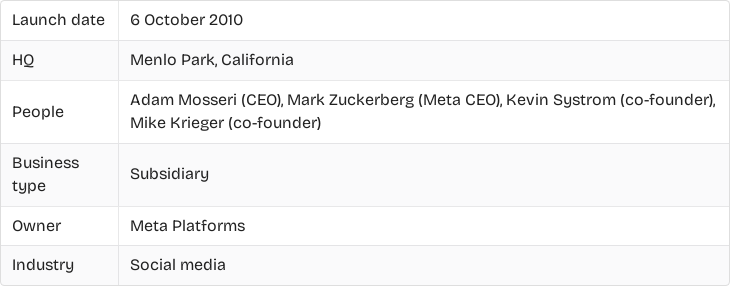 Launch date 6 October 2010
HQ Menlo Park, California
People Adam Mosseri (CEO), Mark Zuckerberg (Meta CEO), Kevin Systrom (co-founder),
Mike Krieger (co-founder)
Business
type Subsidiary
Owner Meta Platforms
Industry Social media